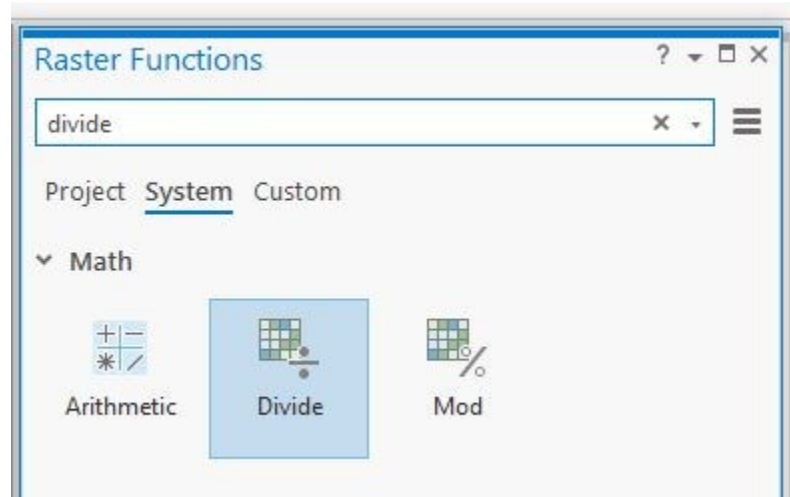 Raster Functions
divide
Project System Custom
Math
Arithmetic Divide Mod